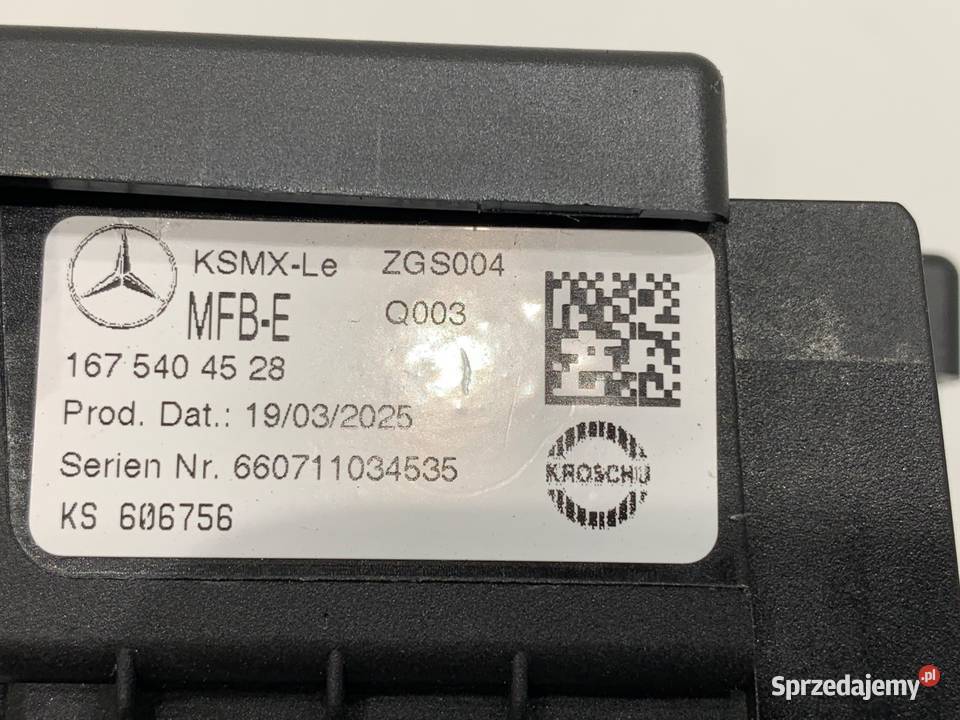 KSMX-Le ZGS004
MFB-E Q003
167 540 45 28
Prod. Dat.: 19/03/2025
Serien Nr. 660711034535
KROSCHU
KS 606756
Sprzedajemy.pl